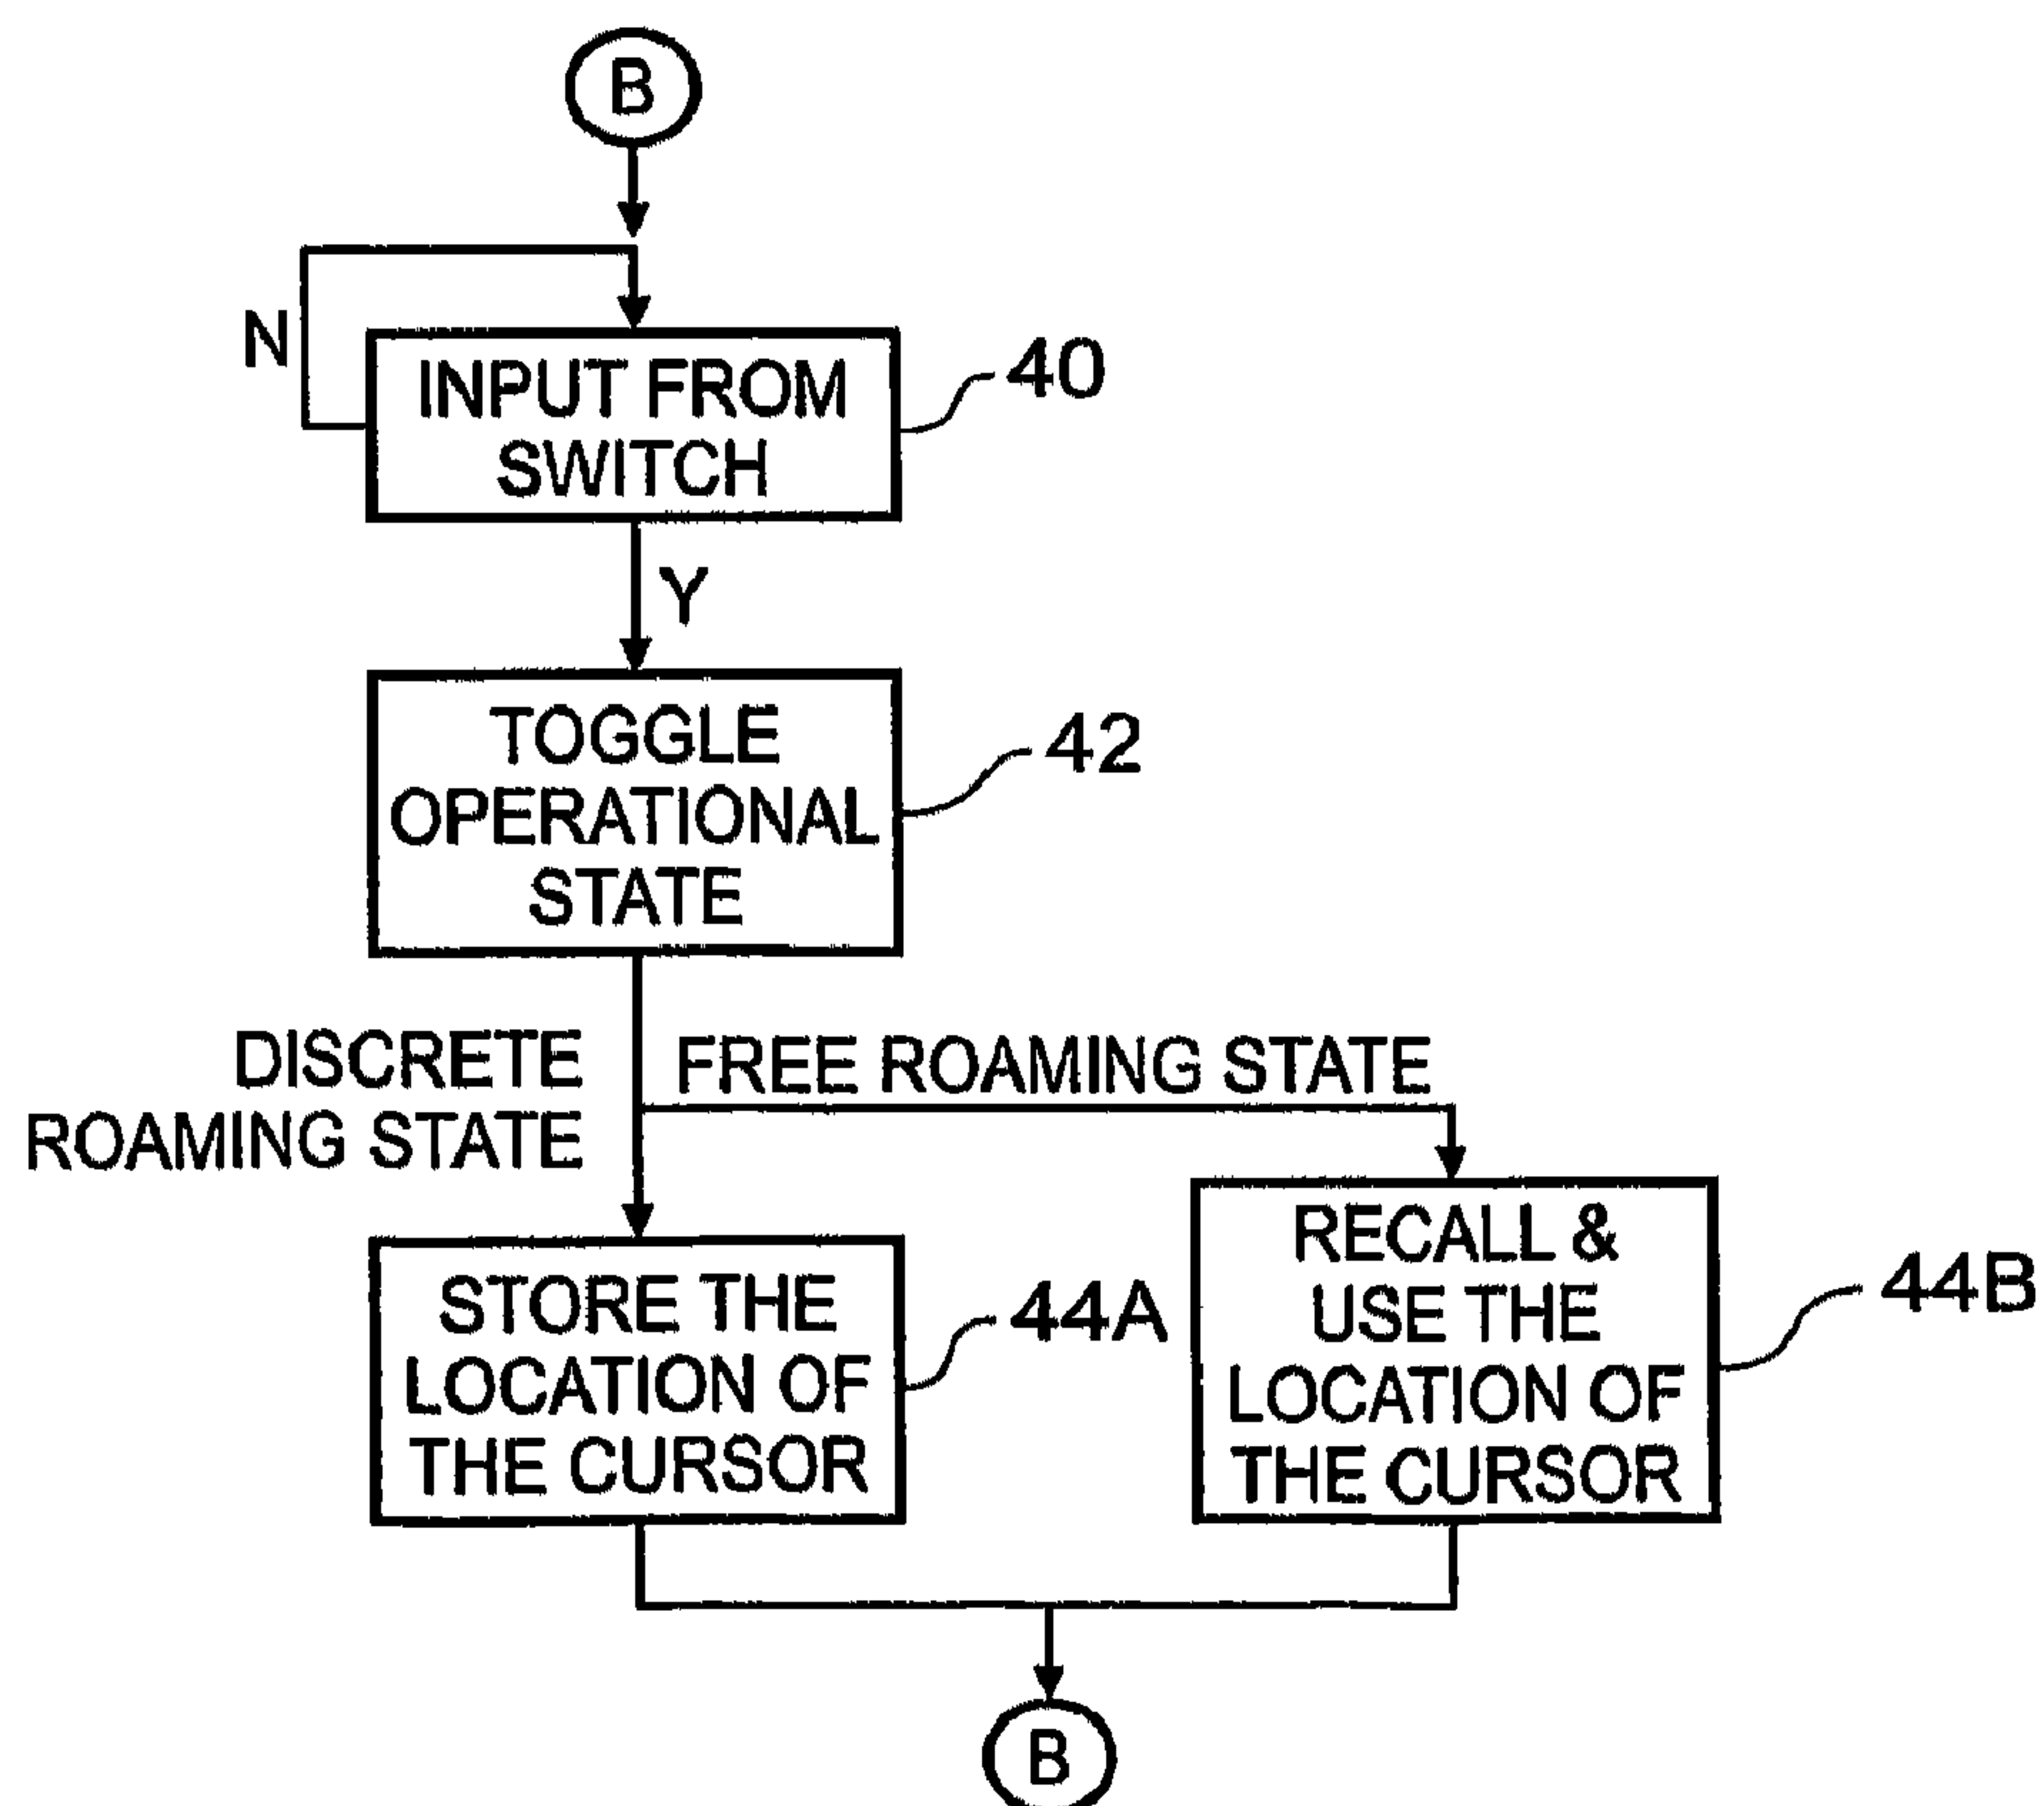 B
N
INPUT FROM
SWITCH
40
Y
TOGGLE
OPERATIONAL
STATE
42
DISCRETE
ROAMING STATE
FREE ROAMING STATE
STORE THE
LOCATION OF
THE CURSOR
44A
RECALL &
USE THE
LOCATION OF
THE CURSOR
44B
B